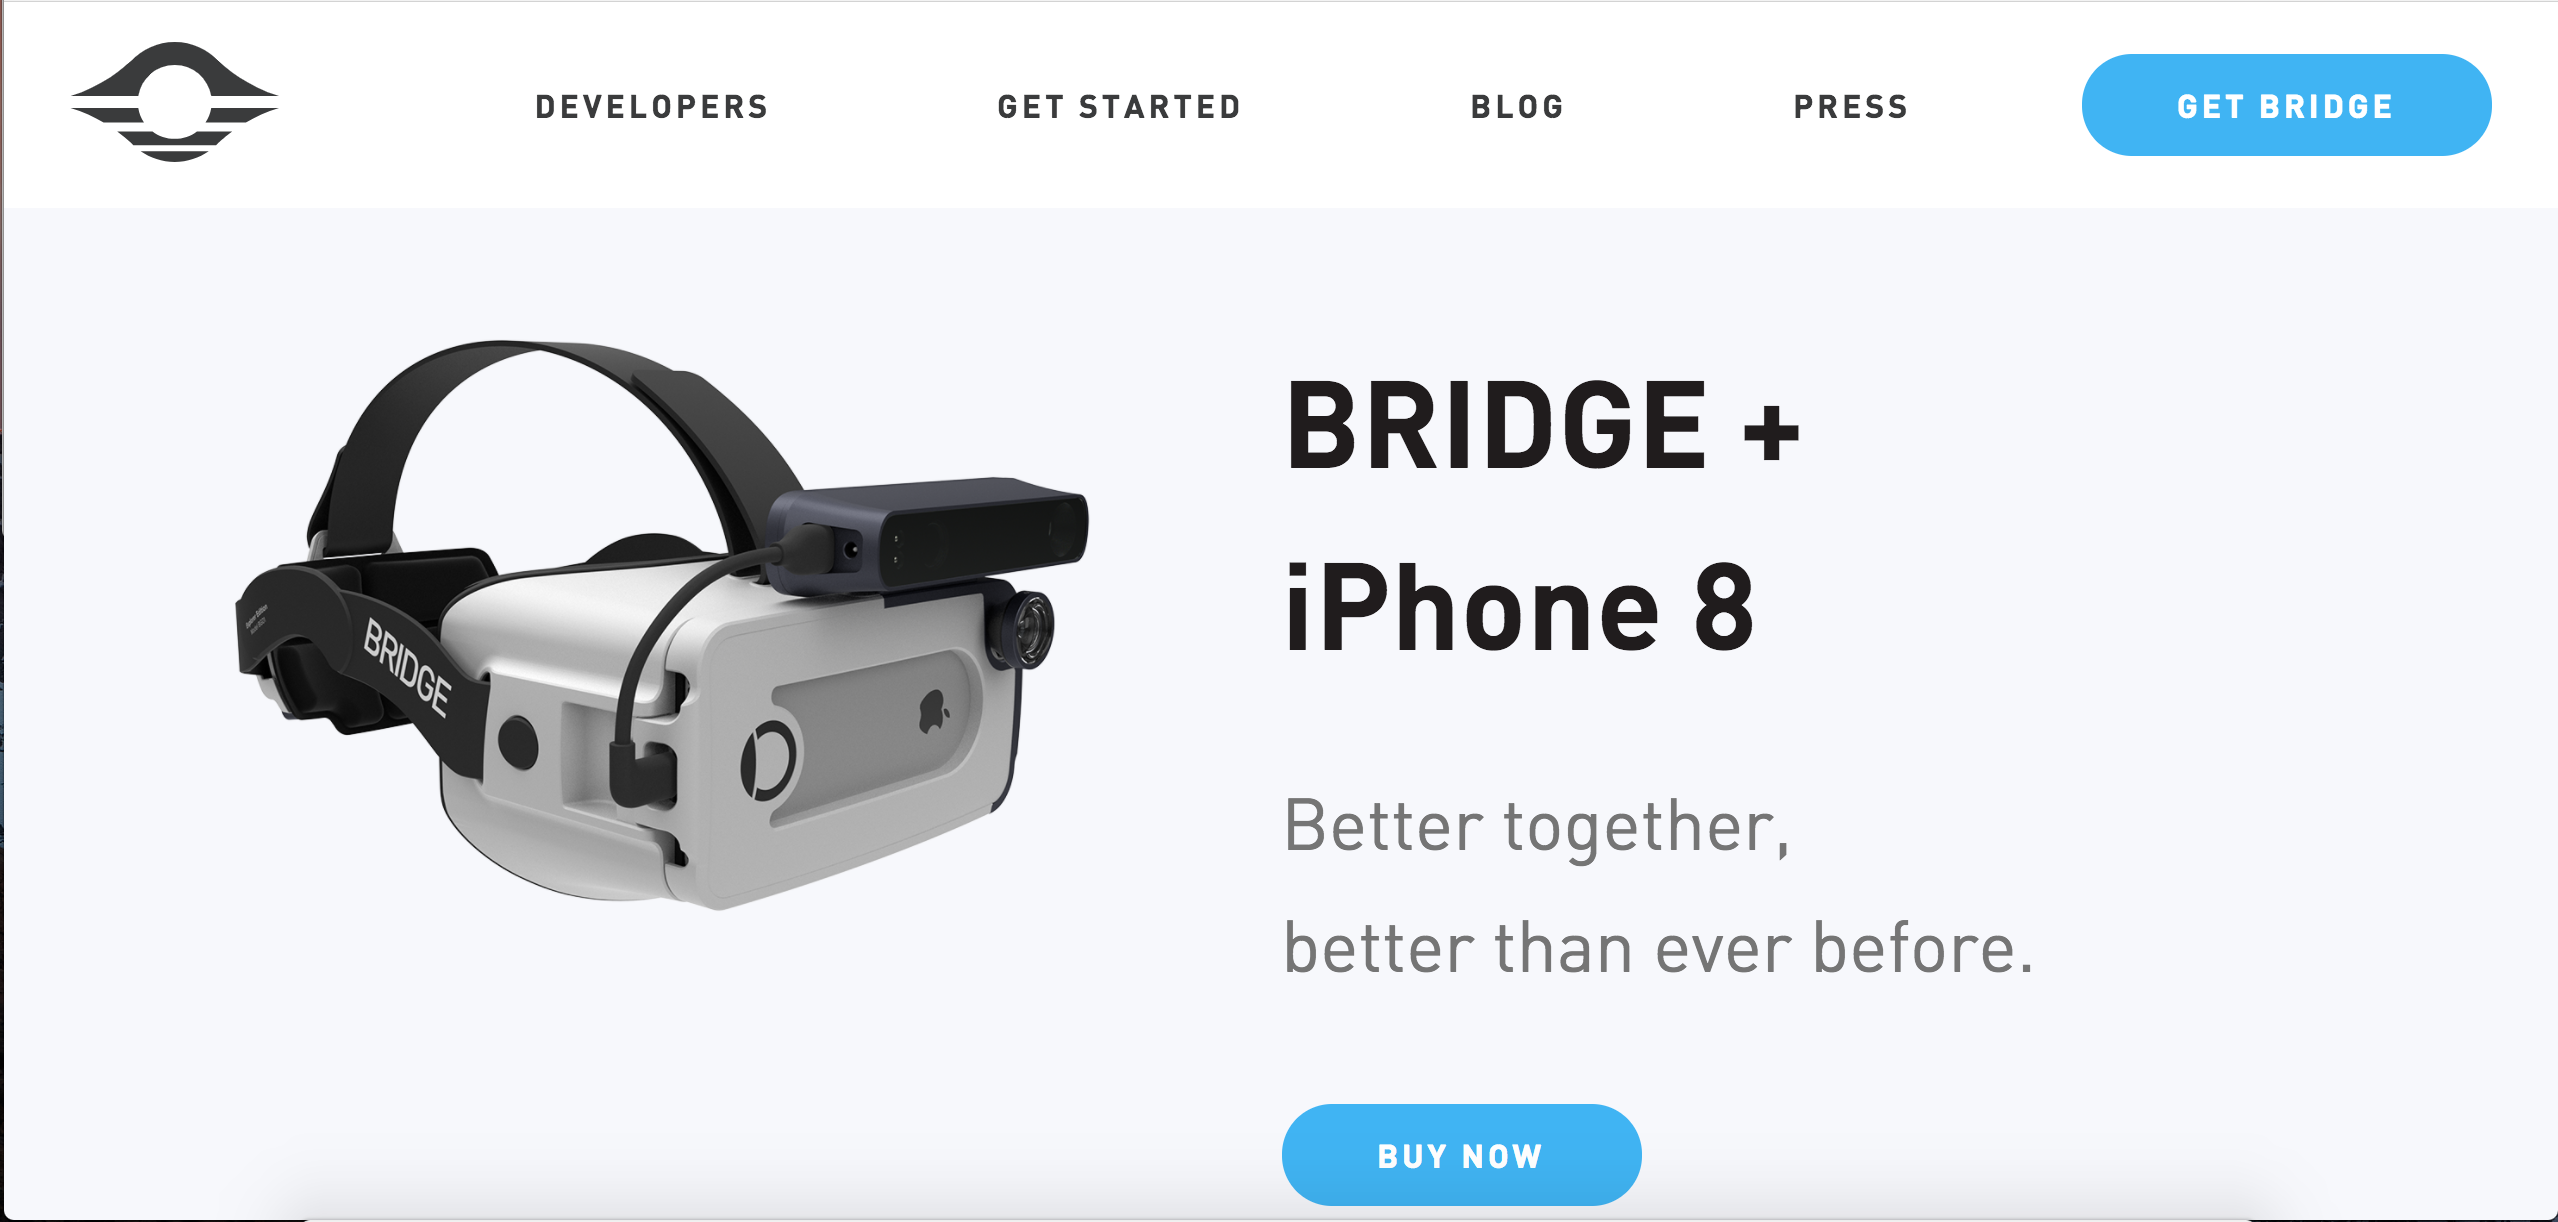 DEVELOPERS
GET STARTED
BLOG
PRESS
GET BRIDGE
BRIDGE +
iPhone 8
Better together,
better than ever before.
BUY NOW
BRIDGE